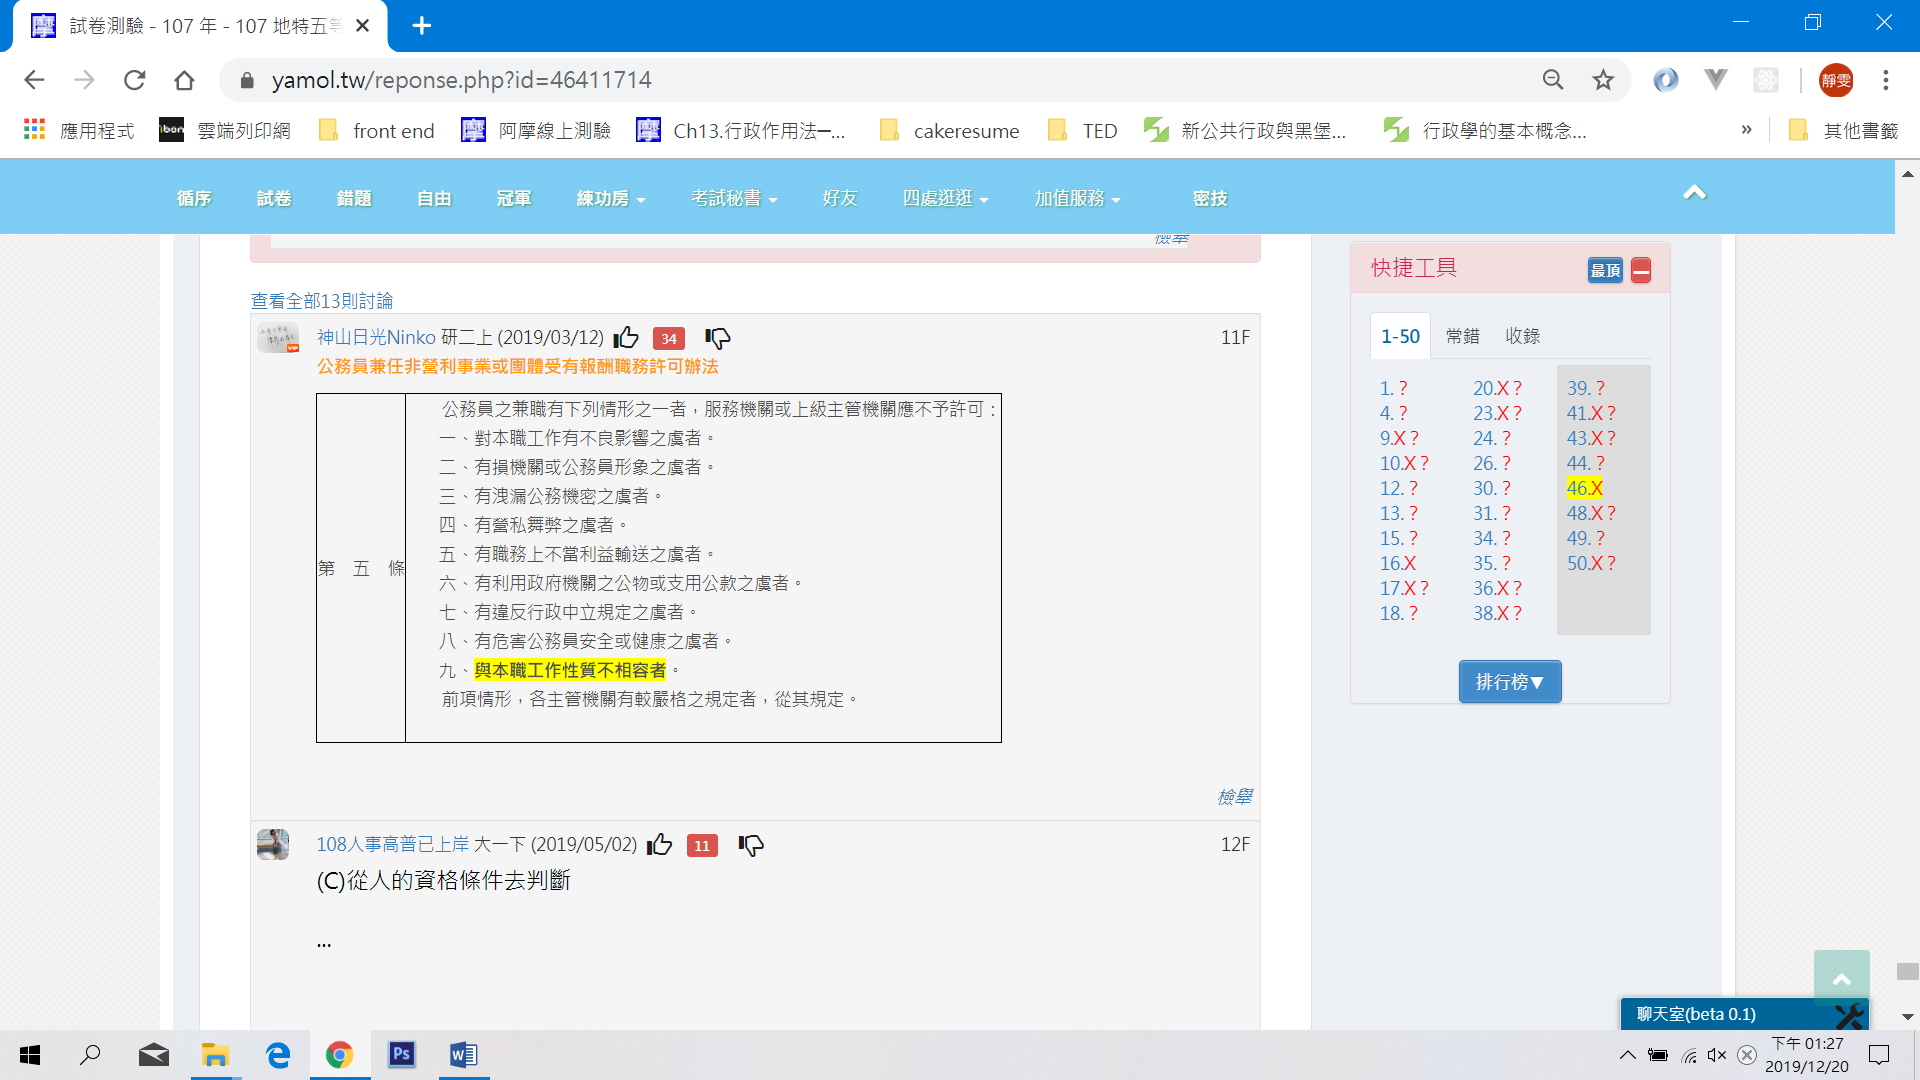 試卷測驗 - 107 年 - 107 地特五等
yamol.tw/reponse.php?id=46411714
靜雯
應用程式
ibon
雲端列印網
front end
阿摩線上測驗
Ch13.行政作用法—...
cakeresume
TED
新公共行政與黑堡...
行政學的基本概念...
»
其他書籤
循序 試卷 錯題 自由 冠軍 練功房 考試秘書 好友 四處逛逛 加值服務 密技
檢舉
查看全部13則討論
神山日光Ninko 研二上 (2019/03/12) 34 11F
公務員兼任非營利事業或團體受有報酬職務許可辦法
第 五 條
公務員之兼職有下列情形之一者，服務機關或上級主管機關應不予許可：
一、對本職工作有不良影響之虞者。
二、有損機關或公務員形象之虞者。
三、有洩漏公務機密之虞者。
四、有營私舞弊之虞者。
五、有職務上不當利益輸送之虞者。
六、有利用政府機關之公物或支用公款之虞者。
七、有違反行政中立規定之虞者。
八、有危害公務員安全或健康之虞者。
九、與本職工作性質不相容者。
前項情形，各主管機關有較嚴格之規定者，從其規定。
檢舉
108人事高普已上岸 大一下 (2019/05/02) 11 12F
(C)從人的資格條件去判斷
...
快捷工具 最頂
1-50 常錯 收錄
1. ?
4. ?
9.X ?
10.X ?
12. ?
13. ?
15. ?
16.X
17.X ?
18. ?
20.X ?
23.X ?
24. ?
26. ?
30. ?
31. ?
34. ?
35. ?
36.X ?
38.X ?
39. ?
41.X ?
43.X ?
44. ?
46.X
48.X ?
49. ?
50.X ?
排行榜▼
聊天室(beta 0.1)
Ps
下午 01:27
2019/12/20